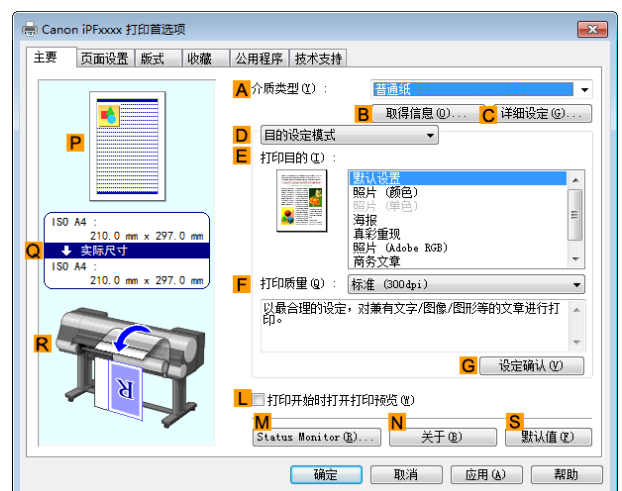 Canon iPFxxxx 打印首选项
主要 页面设置 版式 收藏 公用程序 技术支持
A 介质类型(Y) : 普通纸
B 取得信息(O)... C 详细设定(G)...
D 目的设定模式
E 打印目的(I) :
默认设置
照片 (颜色)
照片 (单色)
海报
真彩重现
照片 (Adobe RGB)
商务文章
F 打印质量(Q) : 标准 (300dpi)
以最合理的设定，对兼有文字/图像/图形等的文章进行打
印。
G 设定确认(V)
P
ISO A4 :
210.0 mm x 297.0 mm
Q 实际尺寸
ISO A4 :
210.0 mm x 297.0 mm
R
R
L 打印开始时打开打印预览(W)
M N S
Status Monitor(R)... 关于(B) 默认值(F)
确定 取消 应用(A) 帮助